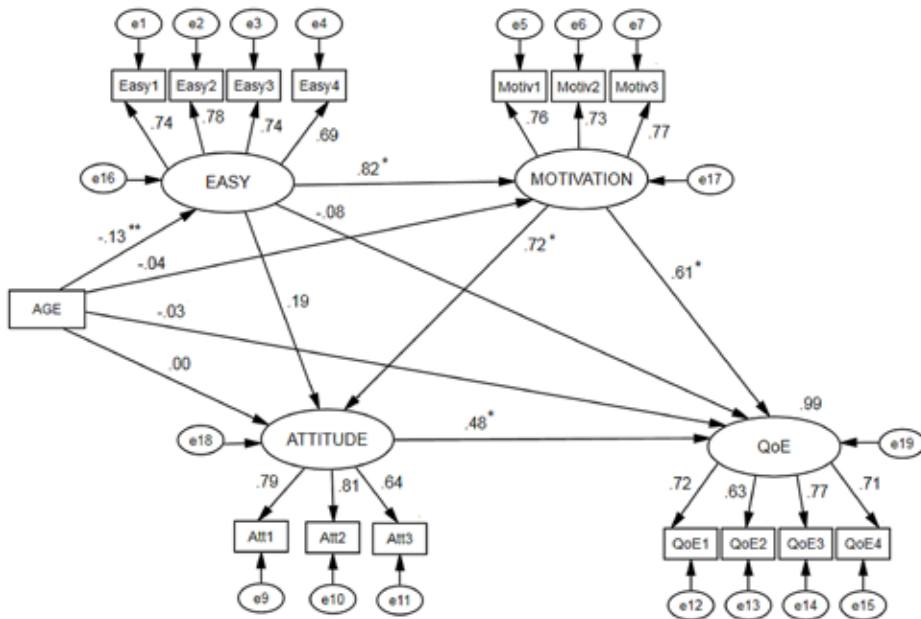 e1 e2 e3 e4 e5 e6 e7
Easy1 Easy2 Easy3 Easy4 Motiv1 Motiv2 Motiv3
.74 .78 .74 .69 .76 .73 .77
e16 EASY .82* MOTIVATION e17
-.13** -.04 -.08 .72* .61*
AGE -.03 .19
.00 .99
e18 ATTITUDE .48* QoE e19
.79 .81 .64 .72 .63 .77 .71
Att1 Att2 Att3 QoE1 QoE2 QoE3 QoE4
e9 e10 e11 e12 e13 e14 e15